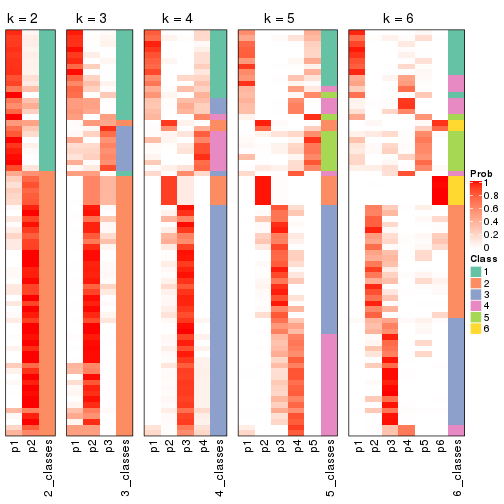 k = 2
k = 3
k = 4
k = 5
k = 6
p1
p2
2_classes
p1
p2
p3
3_classes
p1
p2
p3
p4
4_classes
p1
p2
p3
p4
p5
5_classes
p1
p2
p3
p4
p5
p6
6_classes
Prob
1
0.8
0.6
0.4
0.2
0
Class
1
2
3
4
5
6